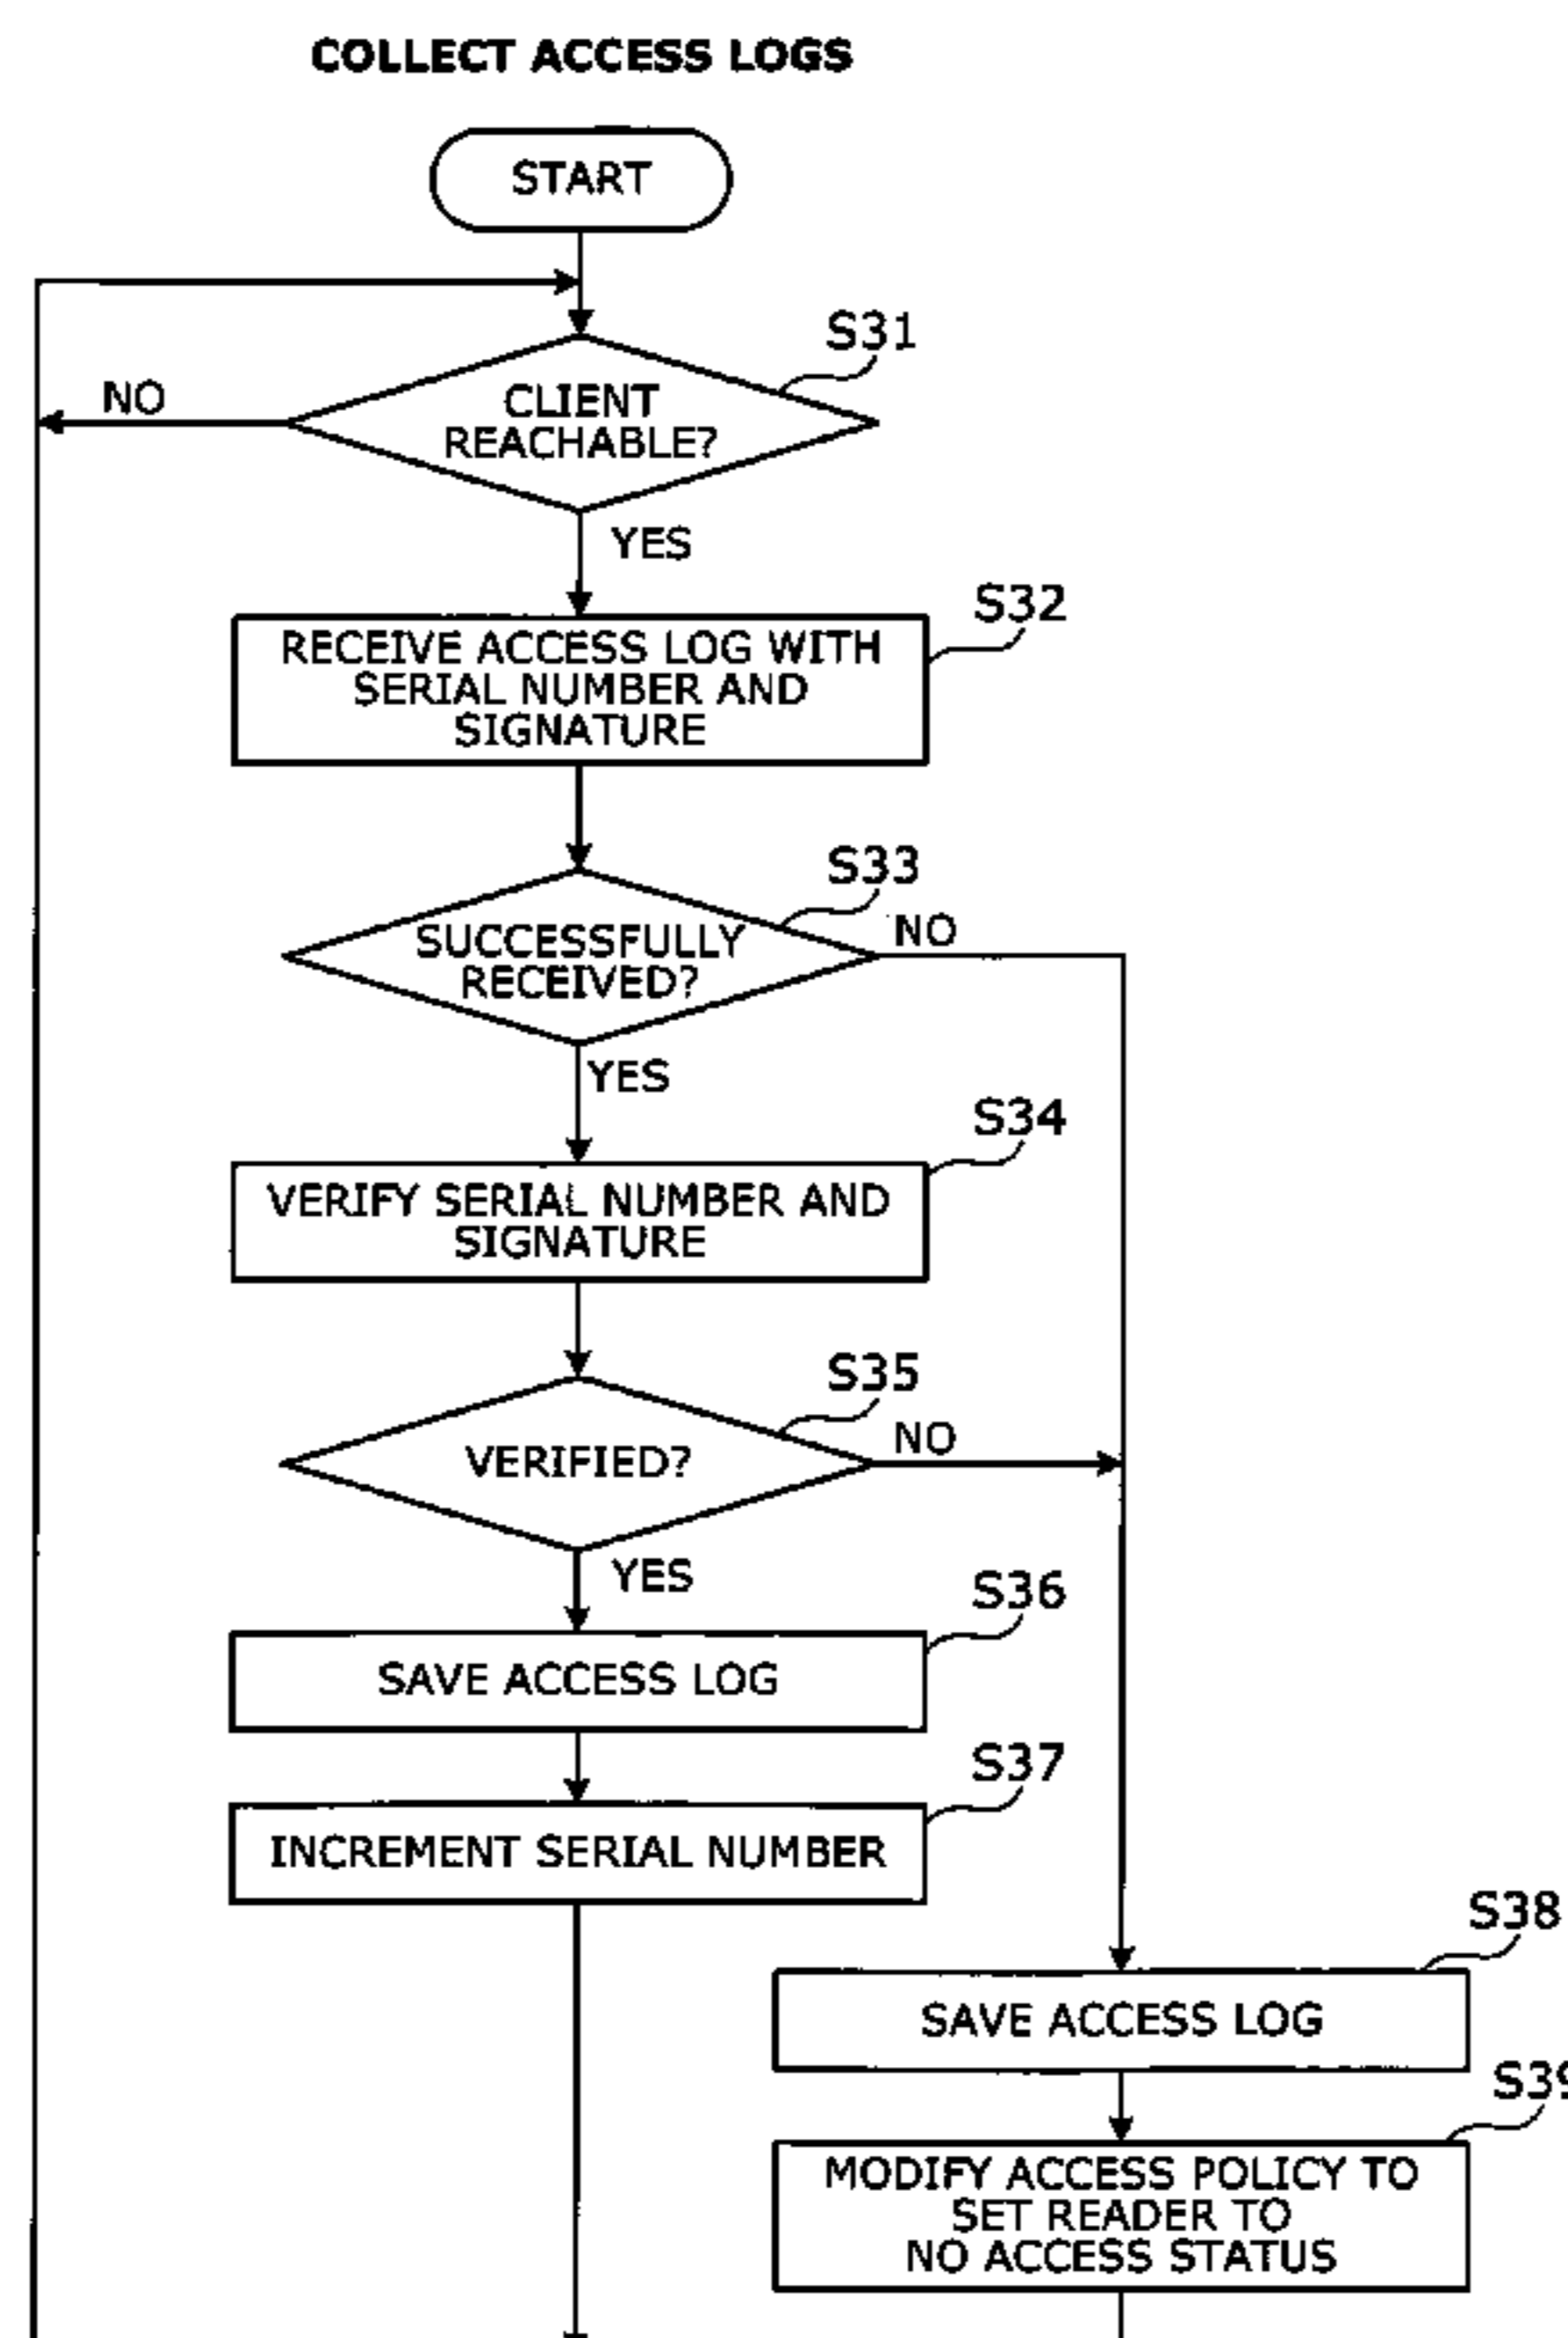 COLLECT ACCESS LOGS
START
S31
CLIENT
REACHABLE?
NO
YES
S32
RECEIVE ACCESS LOG WITH
SERIAL NUMBER AND
SIGNATURE
S33
SUCCESSFULLY
RECEIVED?
NO
YES
S34
VERIFY SERIAL NUMBER AND
SIGNATURE
S35
VERIFIED?
NO
YES
S36
SAVE ACCESS LOG
S37
INCREMENT SERIAL NUMBER
S38
SAVE ACCESS LOG
S39
MODIFY ACCESS POLICY TO
SET READER TO
NO ACCESS STATUS